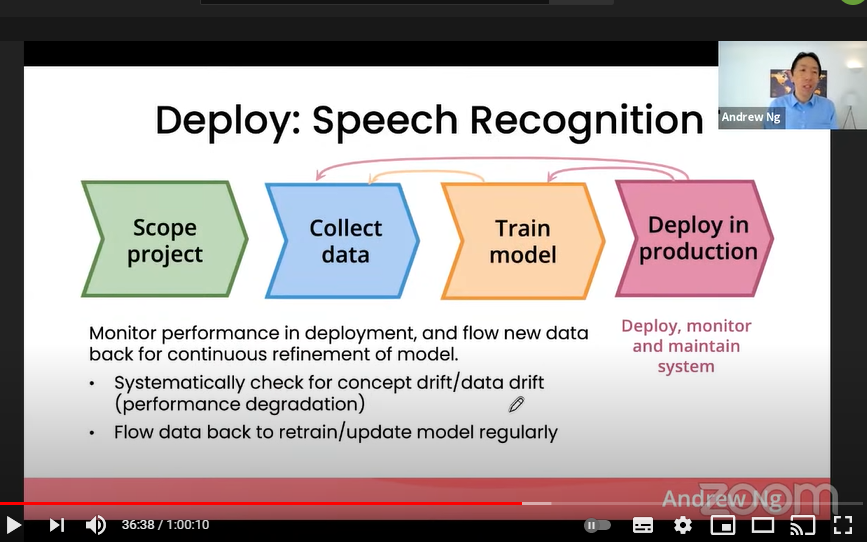 Deploy: Speech Recognition
Andrew Ng
Scope
project
Collect
data
Train
model
Deploy in
production
Monitor performance in deployment, and flow new data
back for continuous refinement of model.
• Systematically check for concept drift/data drift
(performance degradation)
• Flow data back to retrain/update model regularly
Deploy, monitor
and maintain
system
Andrew Ng
zoom
36:38 / 1:00:10